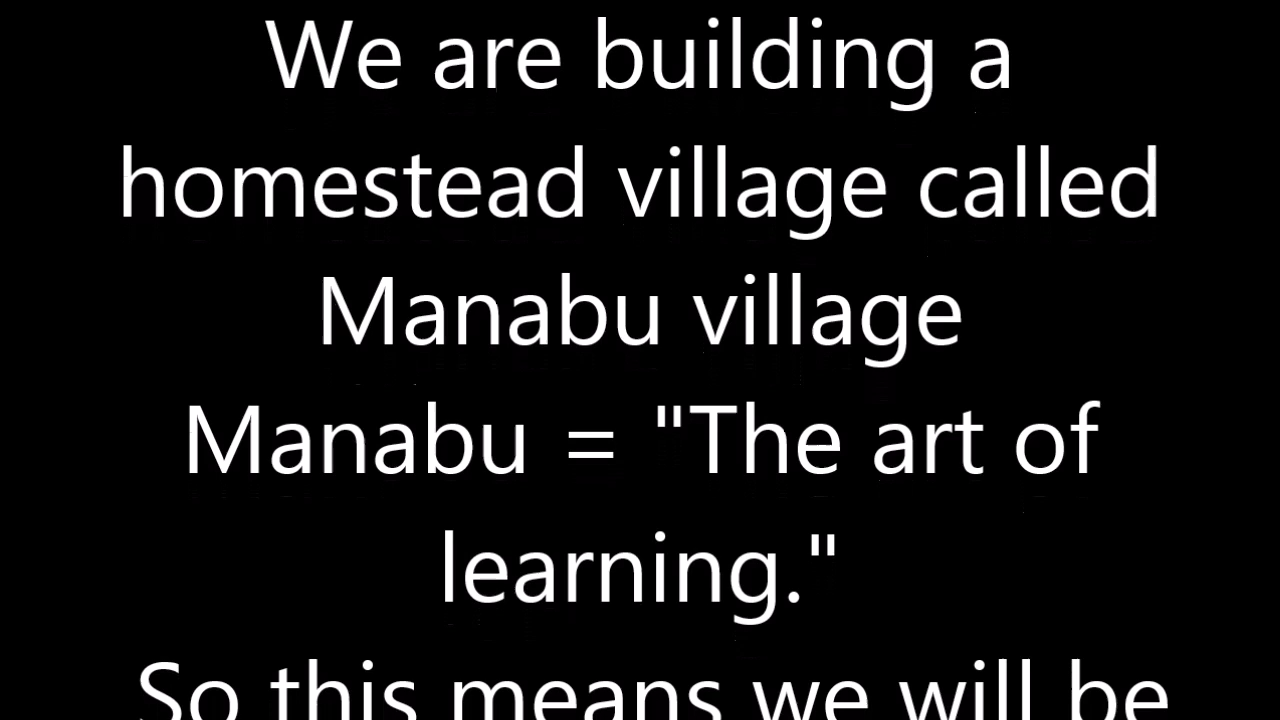 We are building a
homestead village called
Manabu village
Manabu = "The art of
learning."
So this means we will be